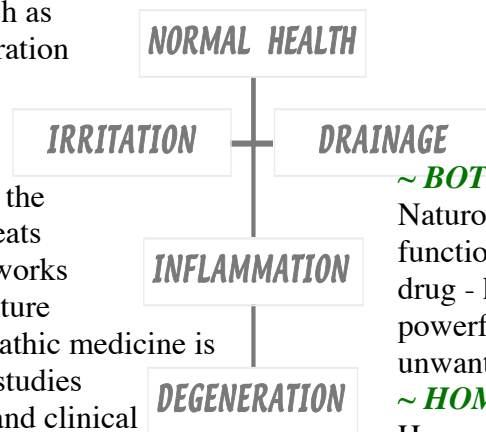 h as
ration
NORMAL HEALTH
IRRITATION
DRAINAGE
the
eats
works
ture
athic medicine is
studies
and clinical
INFLAMMATION
DEGENERATION
~ BOT
Naturo
functio
drug -
powerf
unwant
~ HOM